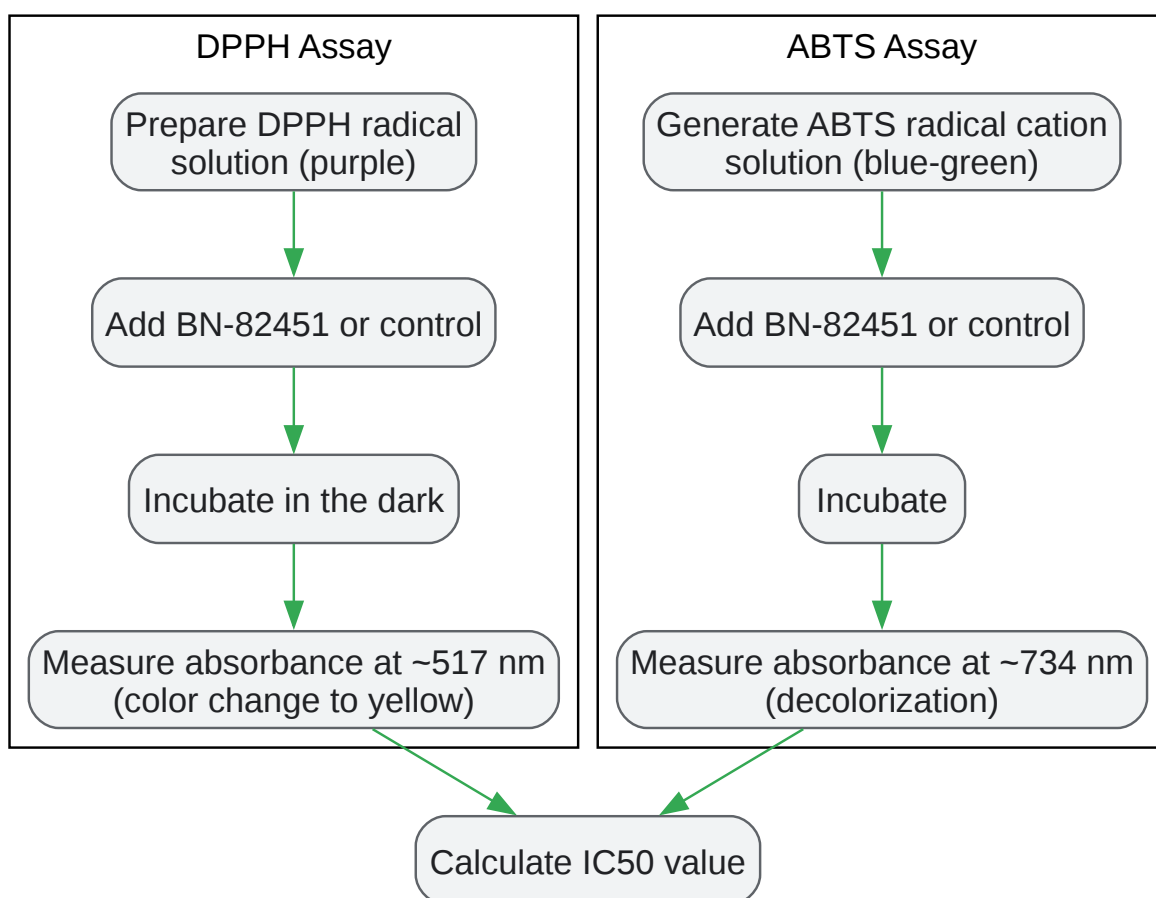 DPPH Assay
Prepare DPPH radical
solution (purple)
Add BN-82451 or control
Incubate in the dark
Measure absorbance at ~517 nm
(color change to yellow)
ABTS Assay
Generate ABTS radical cation
solution (blue-green)
Add BN-82451 or control
Incubate
Measure absorbance at ~734 nm
(decolorization)
Calculate IC50 value